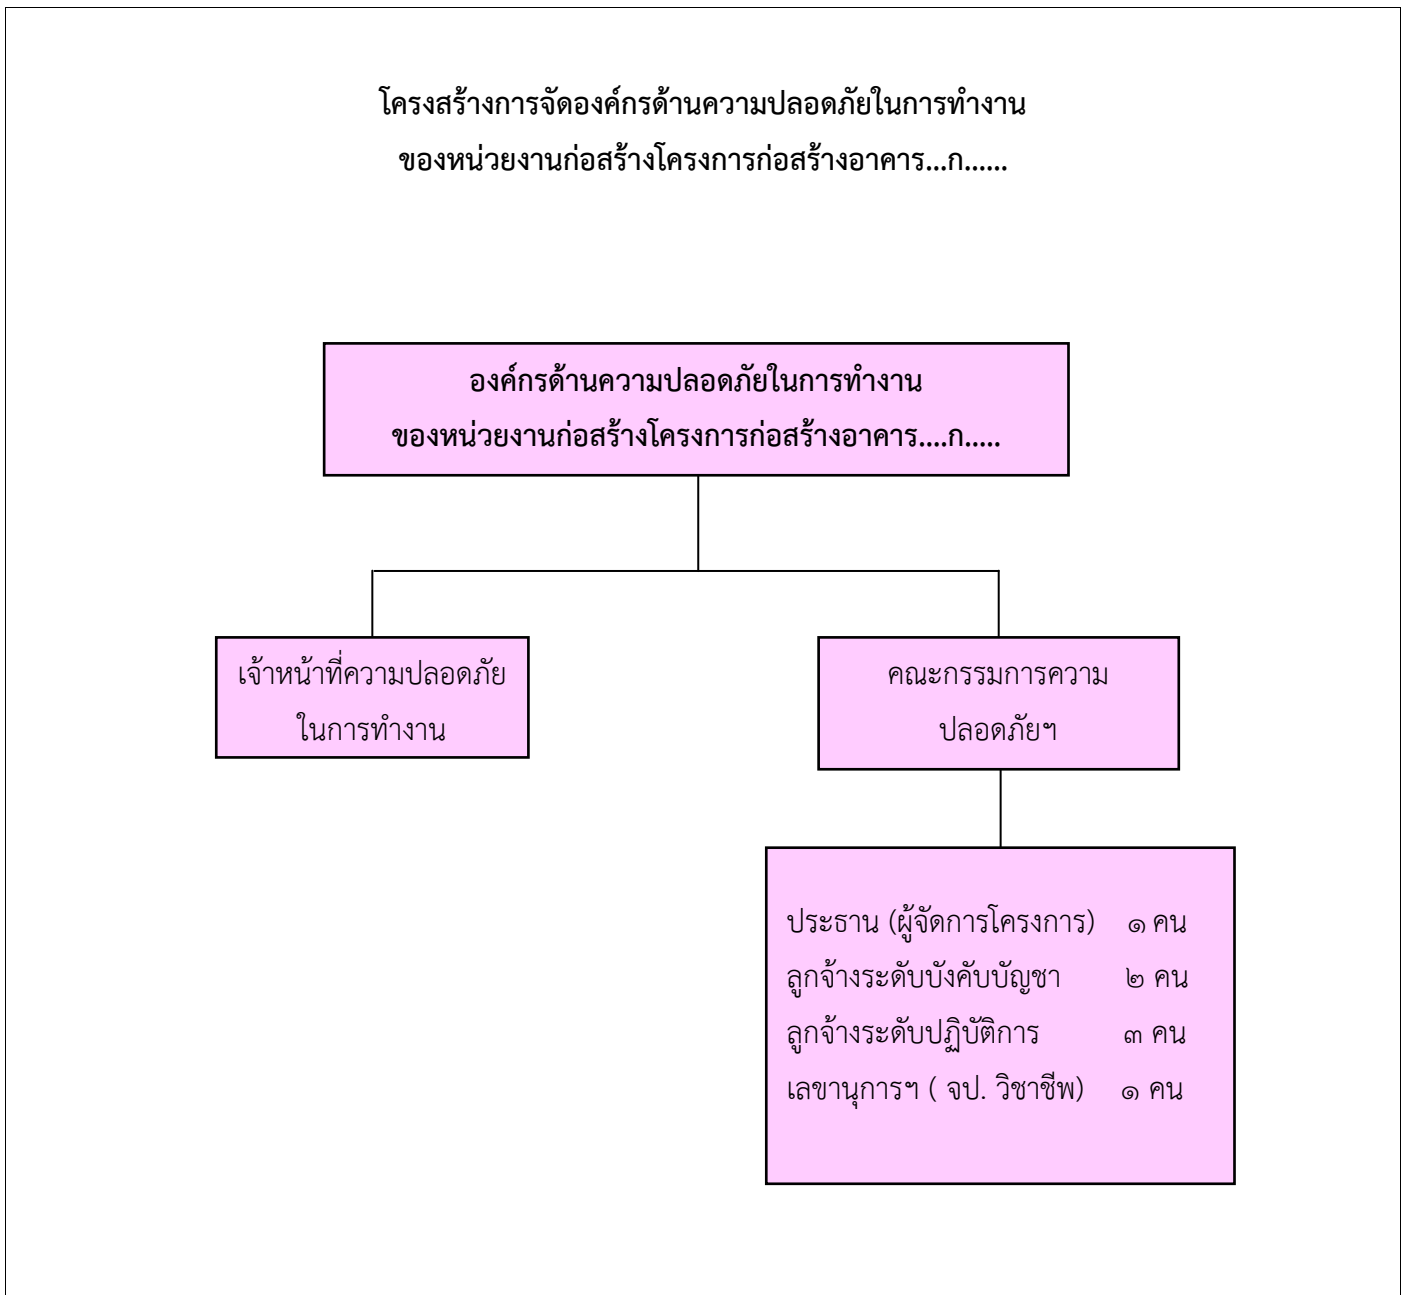 โครงสร้างการจัดองค์กรด้านความปลอดภัยในการทำงาน
ของหน่วยงานก่อสร้างโครงการก่อสร้างอาคาร...ก......
องค์กรด้านความปลอดภัยในการทำงาน
ของหน่วยงานก่อสร้างโครงการก่อสร้างอาคาร....ก.....
เจ้าหน้าที่ความปลอดภัย
ในการทำงาน
คณะกรรมการความ
ปลอดภัยฯ
ประธาน (ผู้จัดการโครงการ) ๑ คน
ลูกจ้างระดับบังคับบัญชา ๒ คน
ลูกจ้างระดับปฏิบัติการ ๓ คน
เลขานุการฯ ( จป. วิชาชีพ) ๑ คน